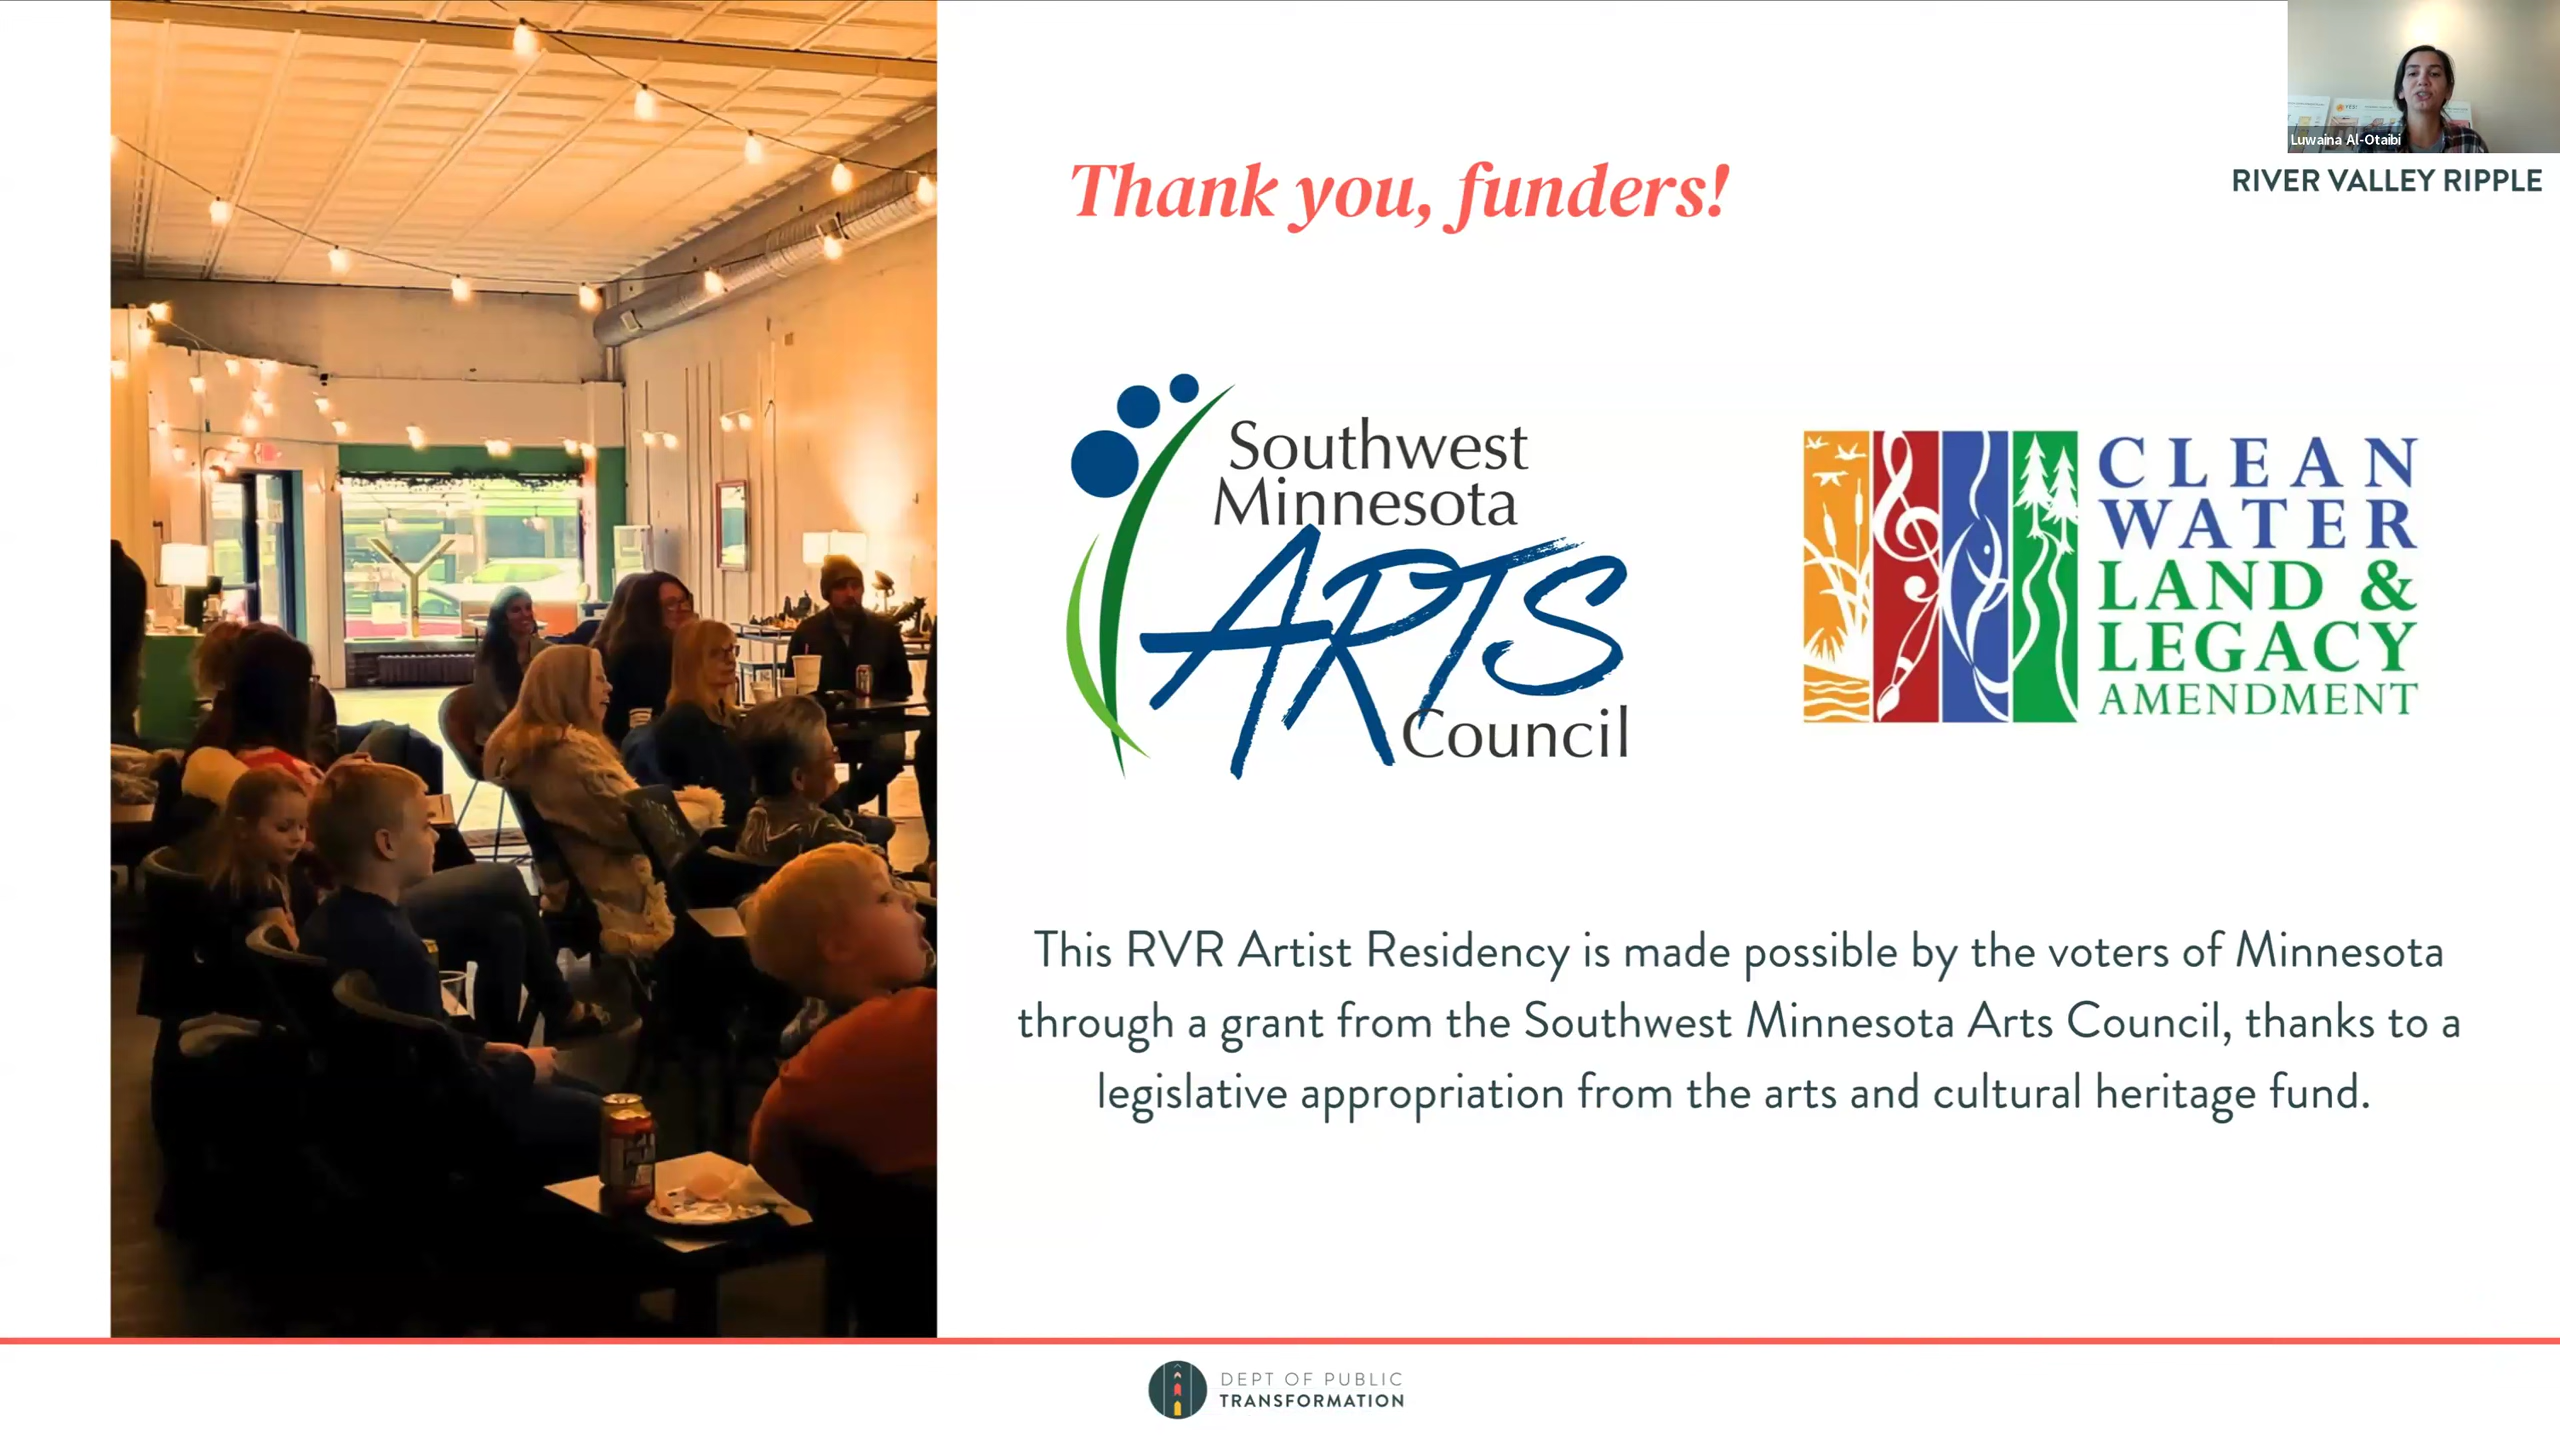 Luwaina Al-Otaibi
RIVER VALLEY RIPPLE
Thank you, funders!
Southwest
Minnesota
ARTS
Council
CLEAN
WATER
LAND &
LEGACY
AMENDMENT
This RVR Artist Residency is made possible by the voters of Minnesota
through a grant from the Southwest Minnesota Arts Council, thanks to a
legislative appropriation from the arts and cultural heritage fund.
DEPT OF PUBLIC
TRANSFORMATION